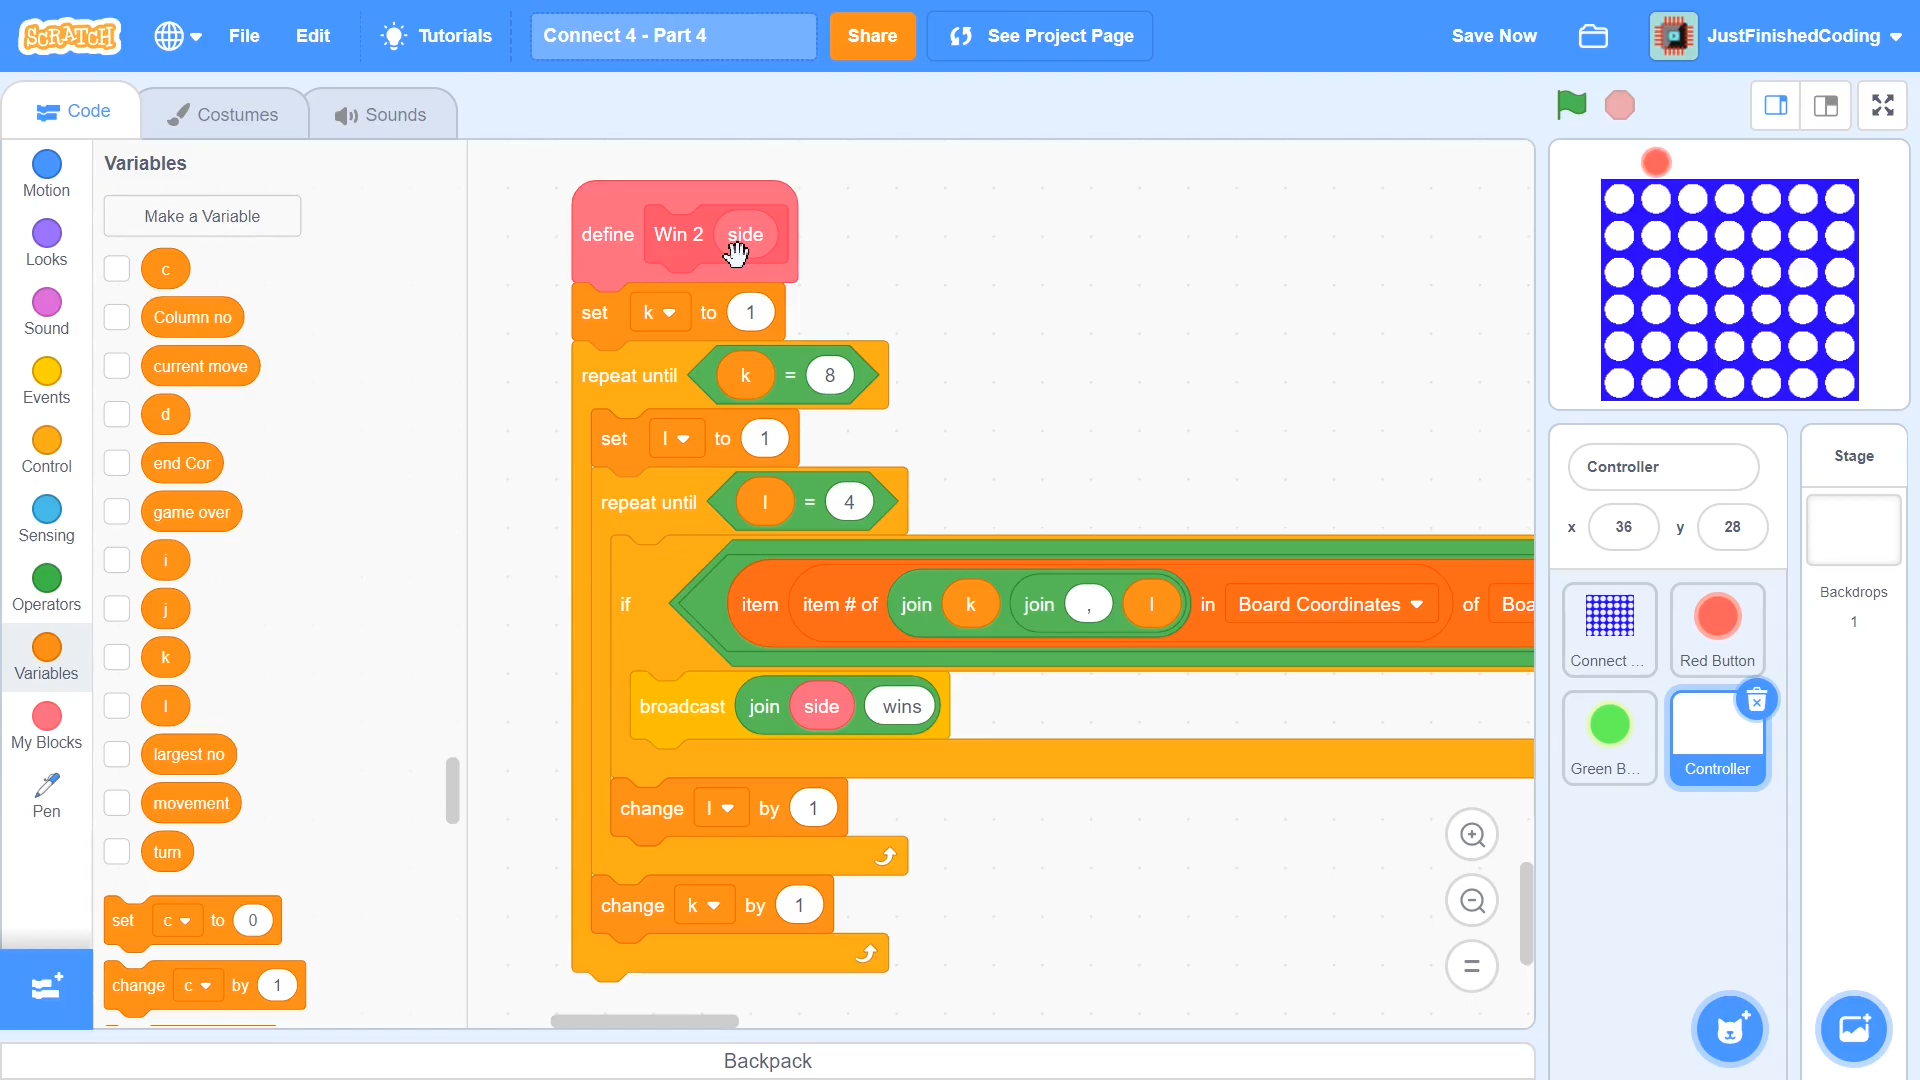 SCRATCH File Edit Tutorials Connect 4 - Part 4 Share See Project Page Save Now JustFinishedCoding
Code Costumes Sounds
Motion
Looks
Sound
Events
Control
Sensing
Operators
Variables
My Blocks
Pen
Variables
Make a Variable
c
Column no
current move
d
end Cor
game over
i
j
k
l
largest no
movement
turn
set c to 0
change c by 1
define Win 2 side
set k to 1
repeat until k = 8
set l to 1
repeat until l = 4
if item item # of join k join , l in Board Coordinates of Boa
broadcast join side wins
change l by 1
change k by 1
Controller
x 36 y 28
Connect ...
Red Button
Green B...
Controller
Stage
Backdrops
1
Backpack